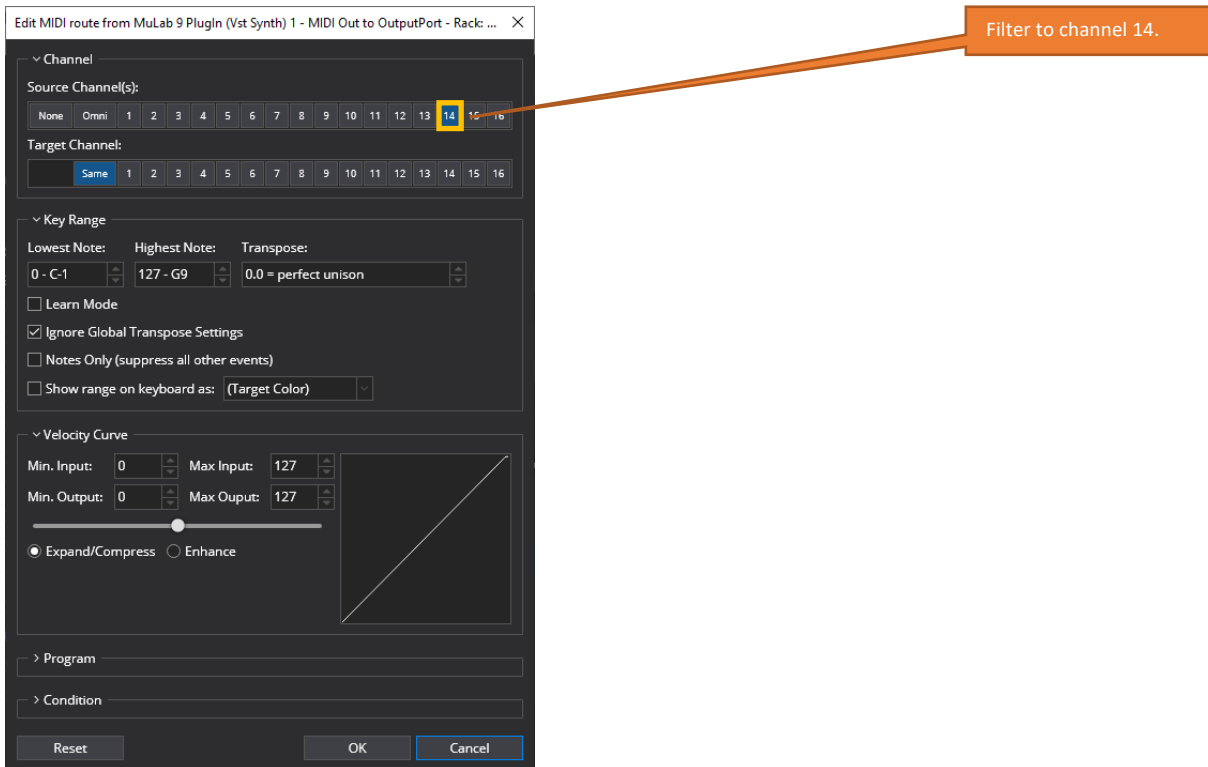 Edit MIDI route from MuLab 9 PlugIn (Vst Synth) 1 - MIDI Out to OutputPort - Rack: ...
Filter to channel 14.
Channel
Source Channel(s):
None Omni 1 2 3 4 5 6 7 8 9 10 11 12 13 14 15 16
Target Channel:
Same 1 2 3 4 5 6 7 8 9 10 11 12 13 14 15 16
Key Range
Lowest Note: Highest Note: Transpose:
0 - C-1 127 - G9 0.0 = perfect unison
Learn Mode
Ignore Global Transpose Settings
Notes Only (suppress all other events)
Show range on keyboard as: (Target Color)
Velocity Curve
Min. Input: 0 Max Input: 127
Min. Output: 0 Max Ouput: 127
Expand/Compress Enhance
Program
Condition
Reset OK Cancel